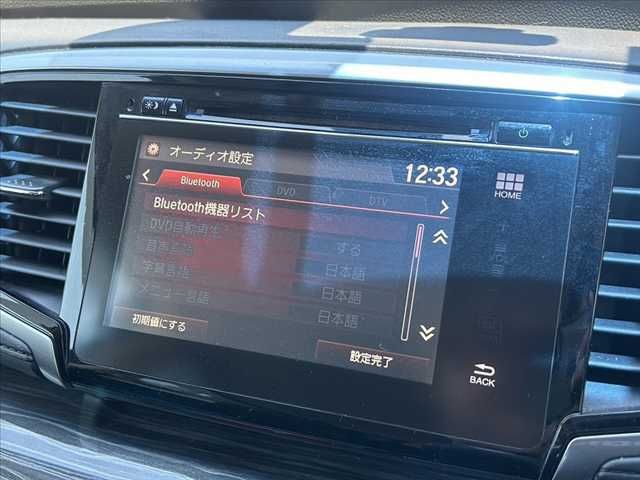 オーディオ設定
12:33
Bluetooth
DVD
DTV
Bluetooth機器リスト
DVD自動再生
する
音声言語
日本語
字幕言語
日本語
メニュー言語
日本語
初期値にする
設定完了
HOME
BACK